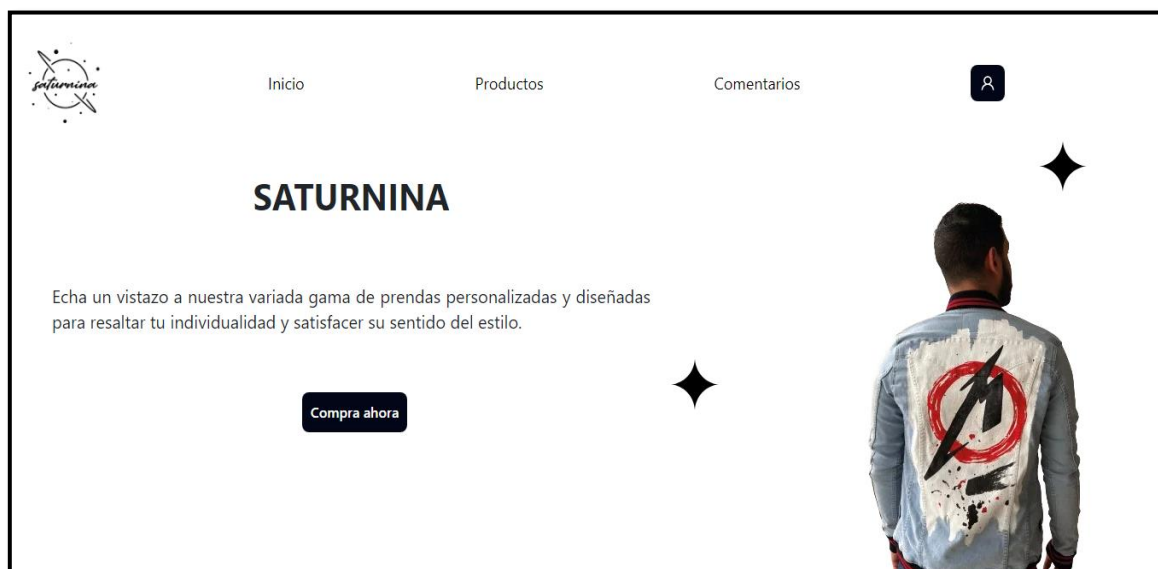 saturnina
Inicio
Productos
Comentarios
SATURNINA
Echa un vistazo a nuestra variada gama de prendas personalizadas y diseñadas
para resaltar tu individualidad y satisfacer su sentido del estilo.
Compra ahora